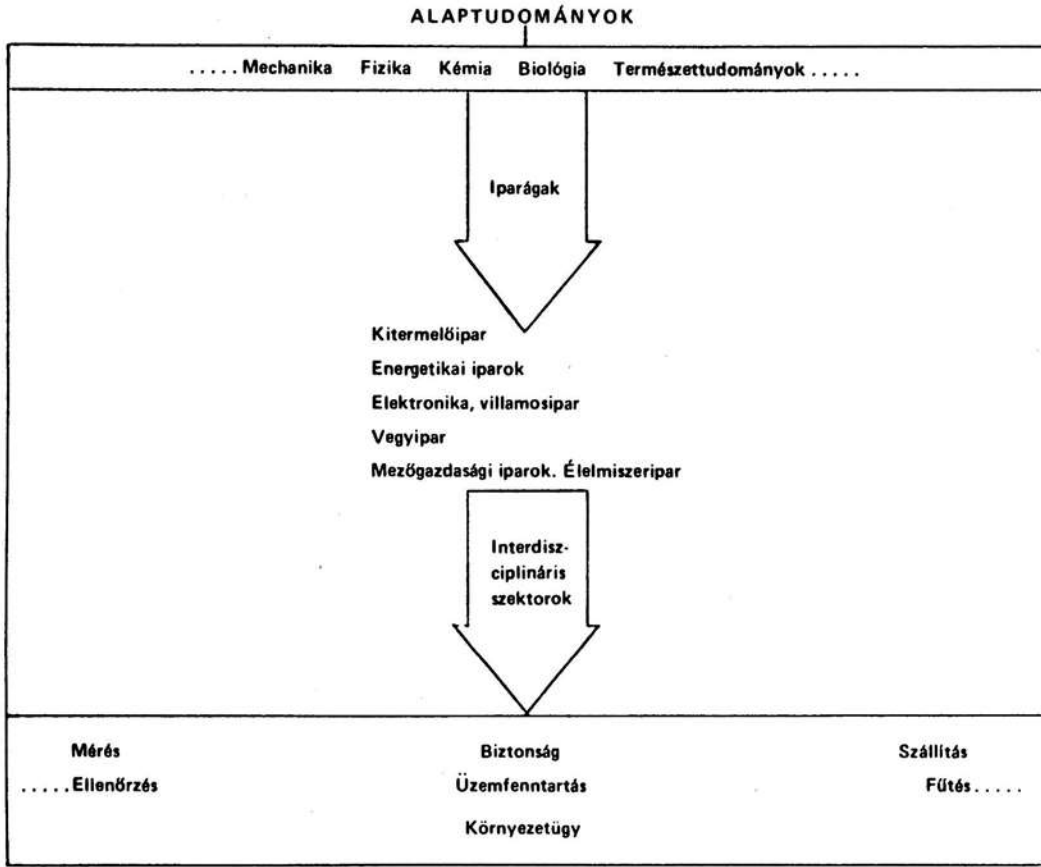 ALAPTUDOMÁNYOK
..... Mechanika Fizika Kémia Biológia Természettudományok .....
Iparágak
Kitermelőipar
Energetikai iparok
Elektronika, villamosipar
Vegyipar
Mezőgazdasági iparok. Élelmiszeripar
Interdisz-
ciplináris
szektorok
Mérés Biztonság Szállítás
..... Ellenőrzés Üzemfenntartás Fűtés .....
Környezetügy